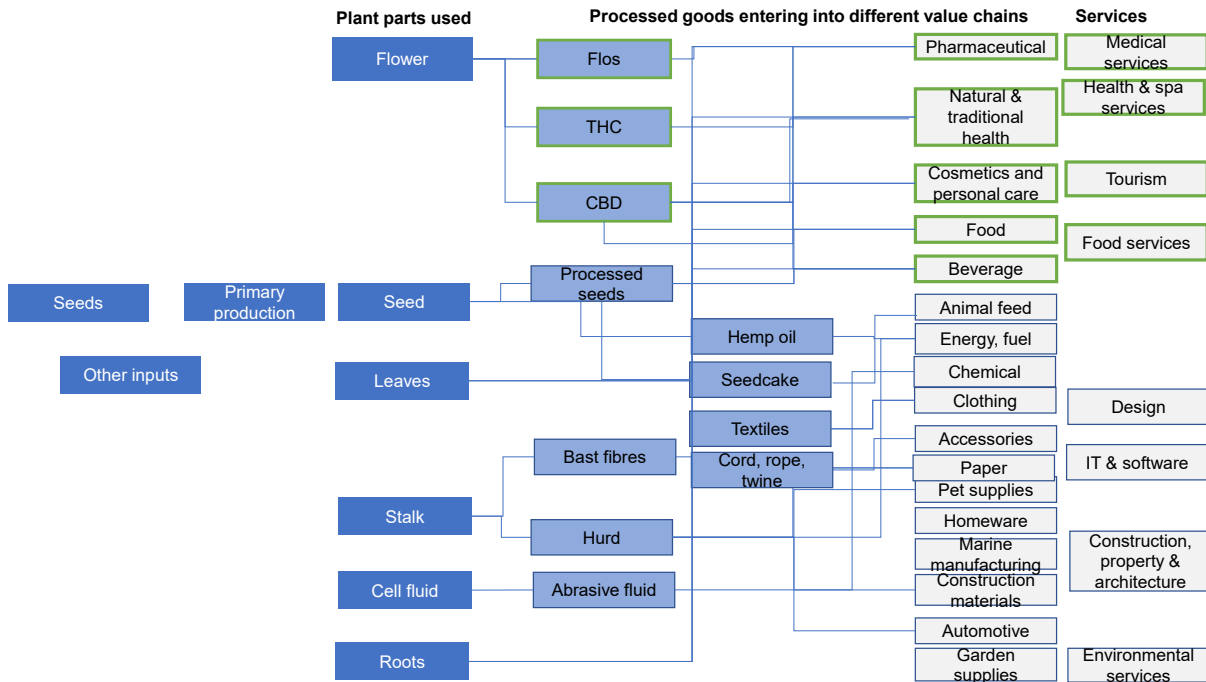 Plant parts used
Processed goods entering into different value chains
Services
Flower
Flos
Pharmaceutical
Medical
services
THC
Natural &
traditional
health
Health & spa
services
CBD
Cosmetics and
personal care
Tourism
Food
Food services
Beverage
Seeds
Primary
production
Seed
Processed
seeds
Animal feed
Other inputs
Hemp oil
Energy, fuel
Leaves
Seedcake
Chemical
Textiles
Clothing
Design
Bast fibres
Cord, rope,
twine
Accessories
Paper
IT & software
Pet supplies
Stalk
Hurd
Homeware
Marine
manufacturing
Construction,
property &
architecture
Cell fluid
Abrasive fluid
Construction
materials
Automotive
Roots
Garden
supplies
Environmental
services